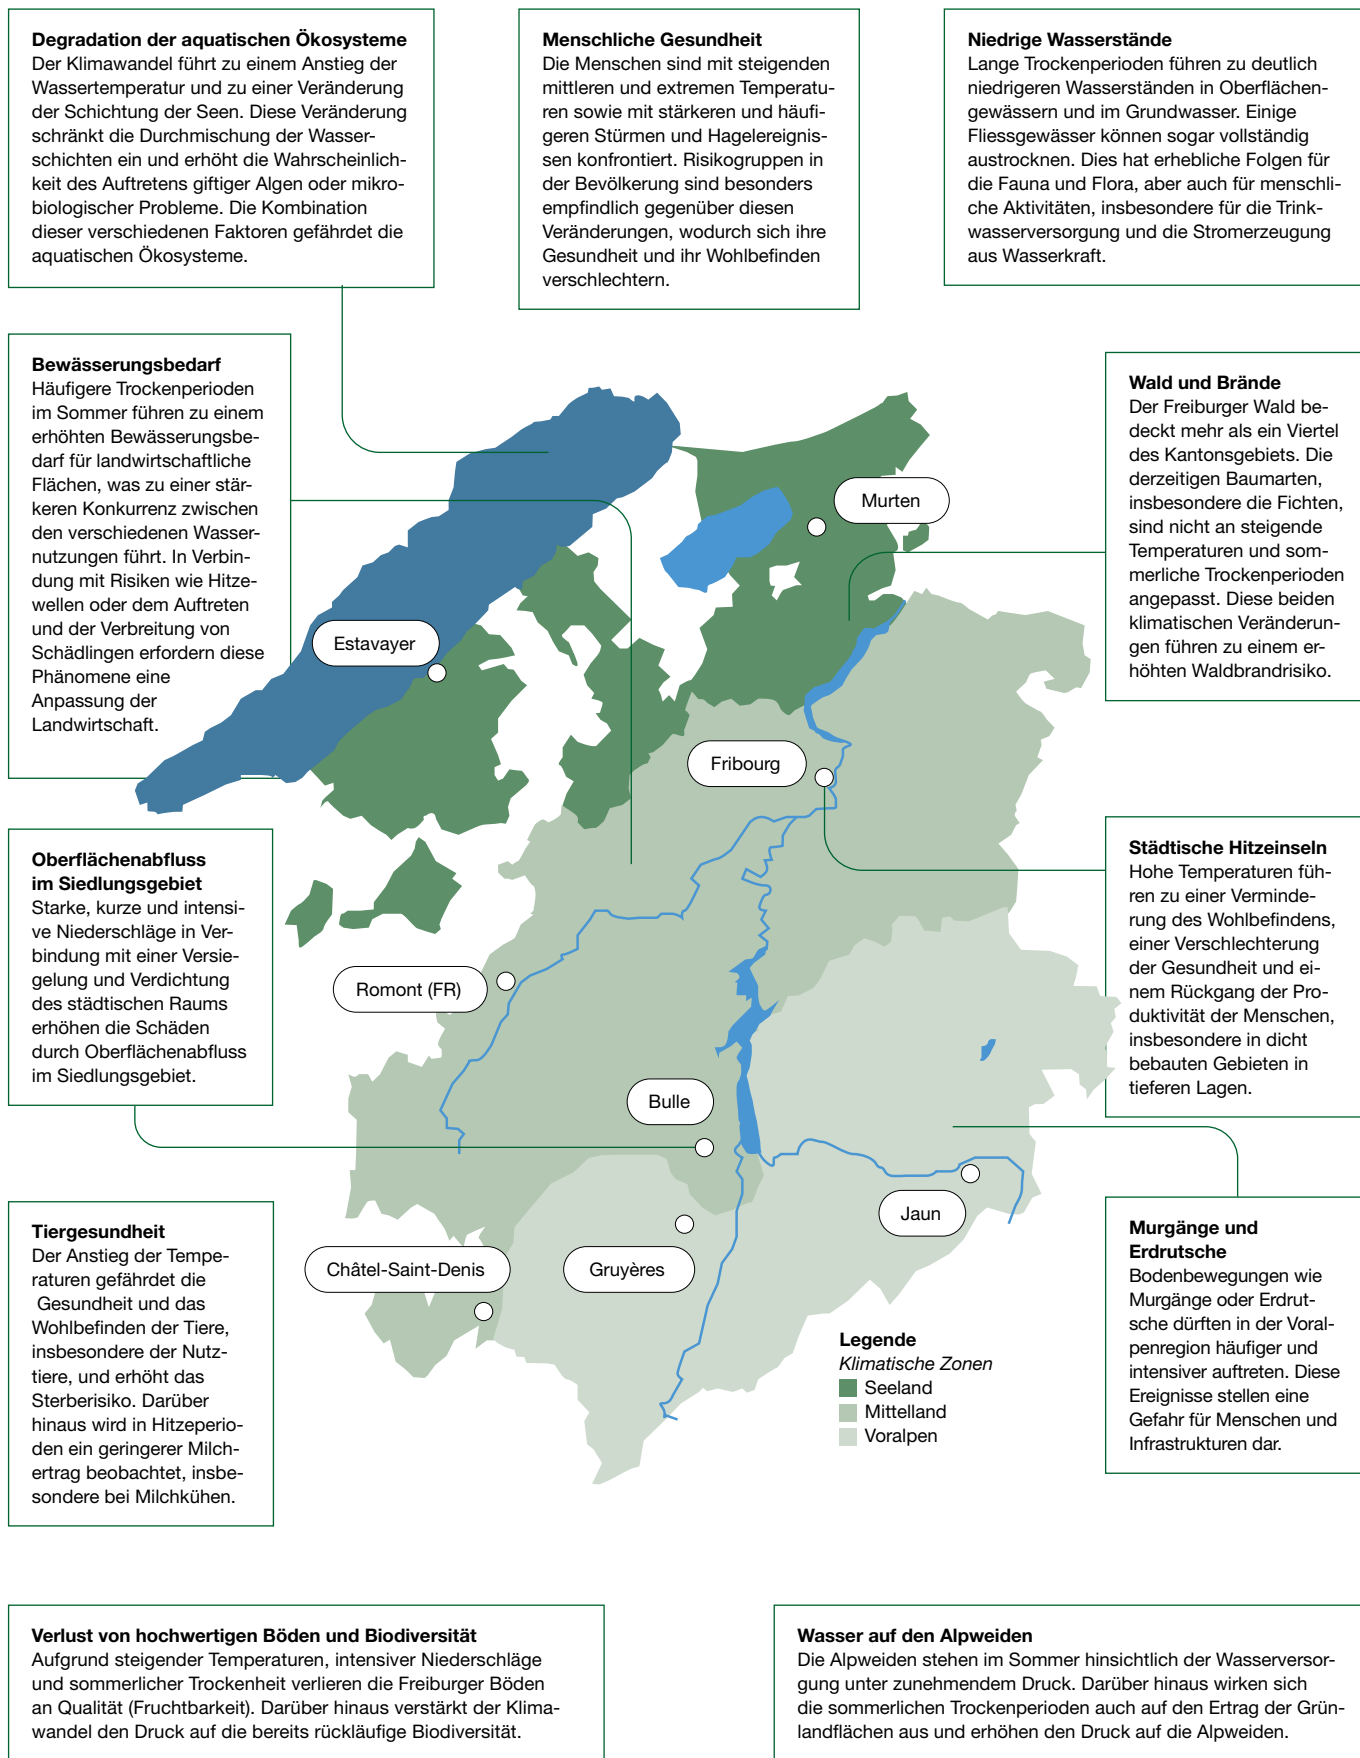 Degradation der aquatischen Ökosysteme
Der Klimawandel führt zu einem Anstieg der
Wassertemperatur und zu einer Veränderung
der Schichtung der Seen. Diese Veränderung
schränkt die Durchmischung der Wasser-
schichten ein und erhöht die Wahrscheinlich-
keit des Auftretens giftiger Algen oder mikro-
biologischer Probleme. Die Kombination
dieser verschiedenen Faktoren gefährdet die
aquatischen Ökosysteme.
Menschliche Gesundheit
Die Menschen sind mit steigenden
mittleren und extremen Temperatu-
ren sowie mit stärkeren und häufi-
geren Stürmen und Hagelereignis-
sen konfrontiert. Risikogruppen in
der Bevölkerung sind besonders
empfindlich gegenüber diesen
Veränderungen, wodurch sich ihre
Gesundheit und ihr Wohlbefinden
verschlechtern.
Niedrige Wasserstände
Lange Trockenperioden führen zu deutlich
niedrigeren Wasserständen in Oberflächen-
gewässern und im Grundwasser. Einige
Fliessgewässer können sogar vollständig
austrocknen. Dies hat erhebliche Folgen für
die Fauna und Flora, aber auch für menschli-
che Aktivitäten, insbesondere für die Trink-
wasserversorgung und die Stromerzeugung
aus Wasserkraft.
Bewässerungsbedarf
Häufigere Trockenperioden
im Sommer führen zu einem
erhöhten Bewässerungsbe-
darf für landwirtschaftliche
Flächen, was zu einer stär-
keren Konkurrenz zwischen
den verschiedenen Wasser-
nutzungen führt. In Verbin-
dung mit Risiken wie Hitze-
wellen oder dem Auftreten
und der Verbreitung von
Schädlingen erfordern diese
Phänomene eine
Anpassung der
Landwirtschaft.
Wald und Brände
Der Freiburger Wald be-
deckt mehr als ein Viertel
des Kantonsgebiets. Die
derzeitigen Baumarten,
insbesondere die Fichten,
sind nicht an steigende
Temperaturen und som-
merliche Trockenperioden
angepasst. Diese beiden
klimatischen Veränderun-
gen führen zu einem er-
höhten Waldbrandrisiko.
Murten
Estavayer
Fribourg
Oberflächenabfluss
im Siedlungsgebiet
Starke, kurze und intensi-
ve Niederschläge in Ver-
bindung mit einer Versie-
gelung und Verdichtung
des städtischen Raums
erhöhen die Schäden
durch Oberflächenabfluss
im Siedlungsgebiet.
Städtische Hitzeinseln
Hohe Temperaturen füh-
ren zu einer Verminde-
rung des Wohlbefindens,
einer Verschlechterung
der Gesundheit und ei-
nem Rückgang der Pro-
duktivität der Menschen,
insbesondere in dicht
bebauten Gebieten in
tieferen Lagen.
Romont (FR)
Bulle
Jaun
Châtel-Saint-Denis
Gruyères
Tiergesundheit
Der Anstieg der Tempe-
raturen gefährdet die
Gesundheit und das
Wohlbefinden der Tiere,
insbesondere der Nutz-
tiere, und erhöht das
Sterberisiko. Darüber
hinaus wird in Hitzeperio-
den ein geringerer Milch-
ertrag beobachtet, insbe-
sondere bei Milchkühen.
Murgänge und
Erdrutsche
Bodenbewegungen wie
Murgänge oder Erdrut-
sche dürften in der Voral-
penregion häufiger und
intensiver auftreten. Diese
Ereignisse stellen eine
Gefahr für Menschen und
Infrastrukturen dar.
Legende
Klimatische Zonen
Seeland
Mittelland
Voralpen
Verlust von hochwertigen Böden und Biodiversität
Aufgrund steigender Temperaturen, intensiver Niederschläge
und sommerlicher Trockenheit verlieren die Freiburger Böden
an Qualität (Fruchtbarkeit). Darüber hinaus verstärkt der Klima-
wandel den Druck auf die bereits rückläufige Biodiversität.
Wasser auf den Alpweiden
Die Alpweiden stehen im Sommer hinsichtlich der Wasserversor-
gung unter zunehmendem Druck. Darüber hinaus wirken sich
die sommerlichen Trockenperioden auch auf den Ertrag der Grün-
landflächen aus und erhöhen den Druck auf die Alpweiden.